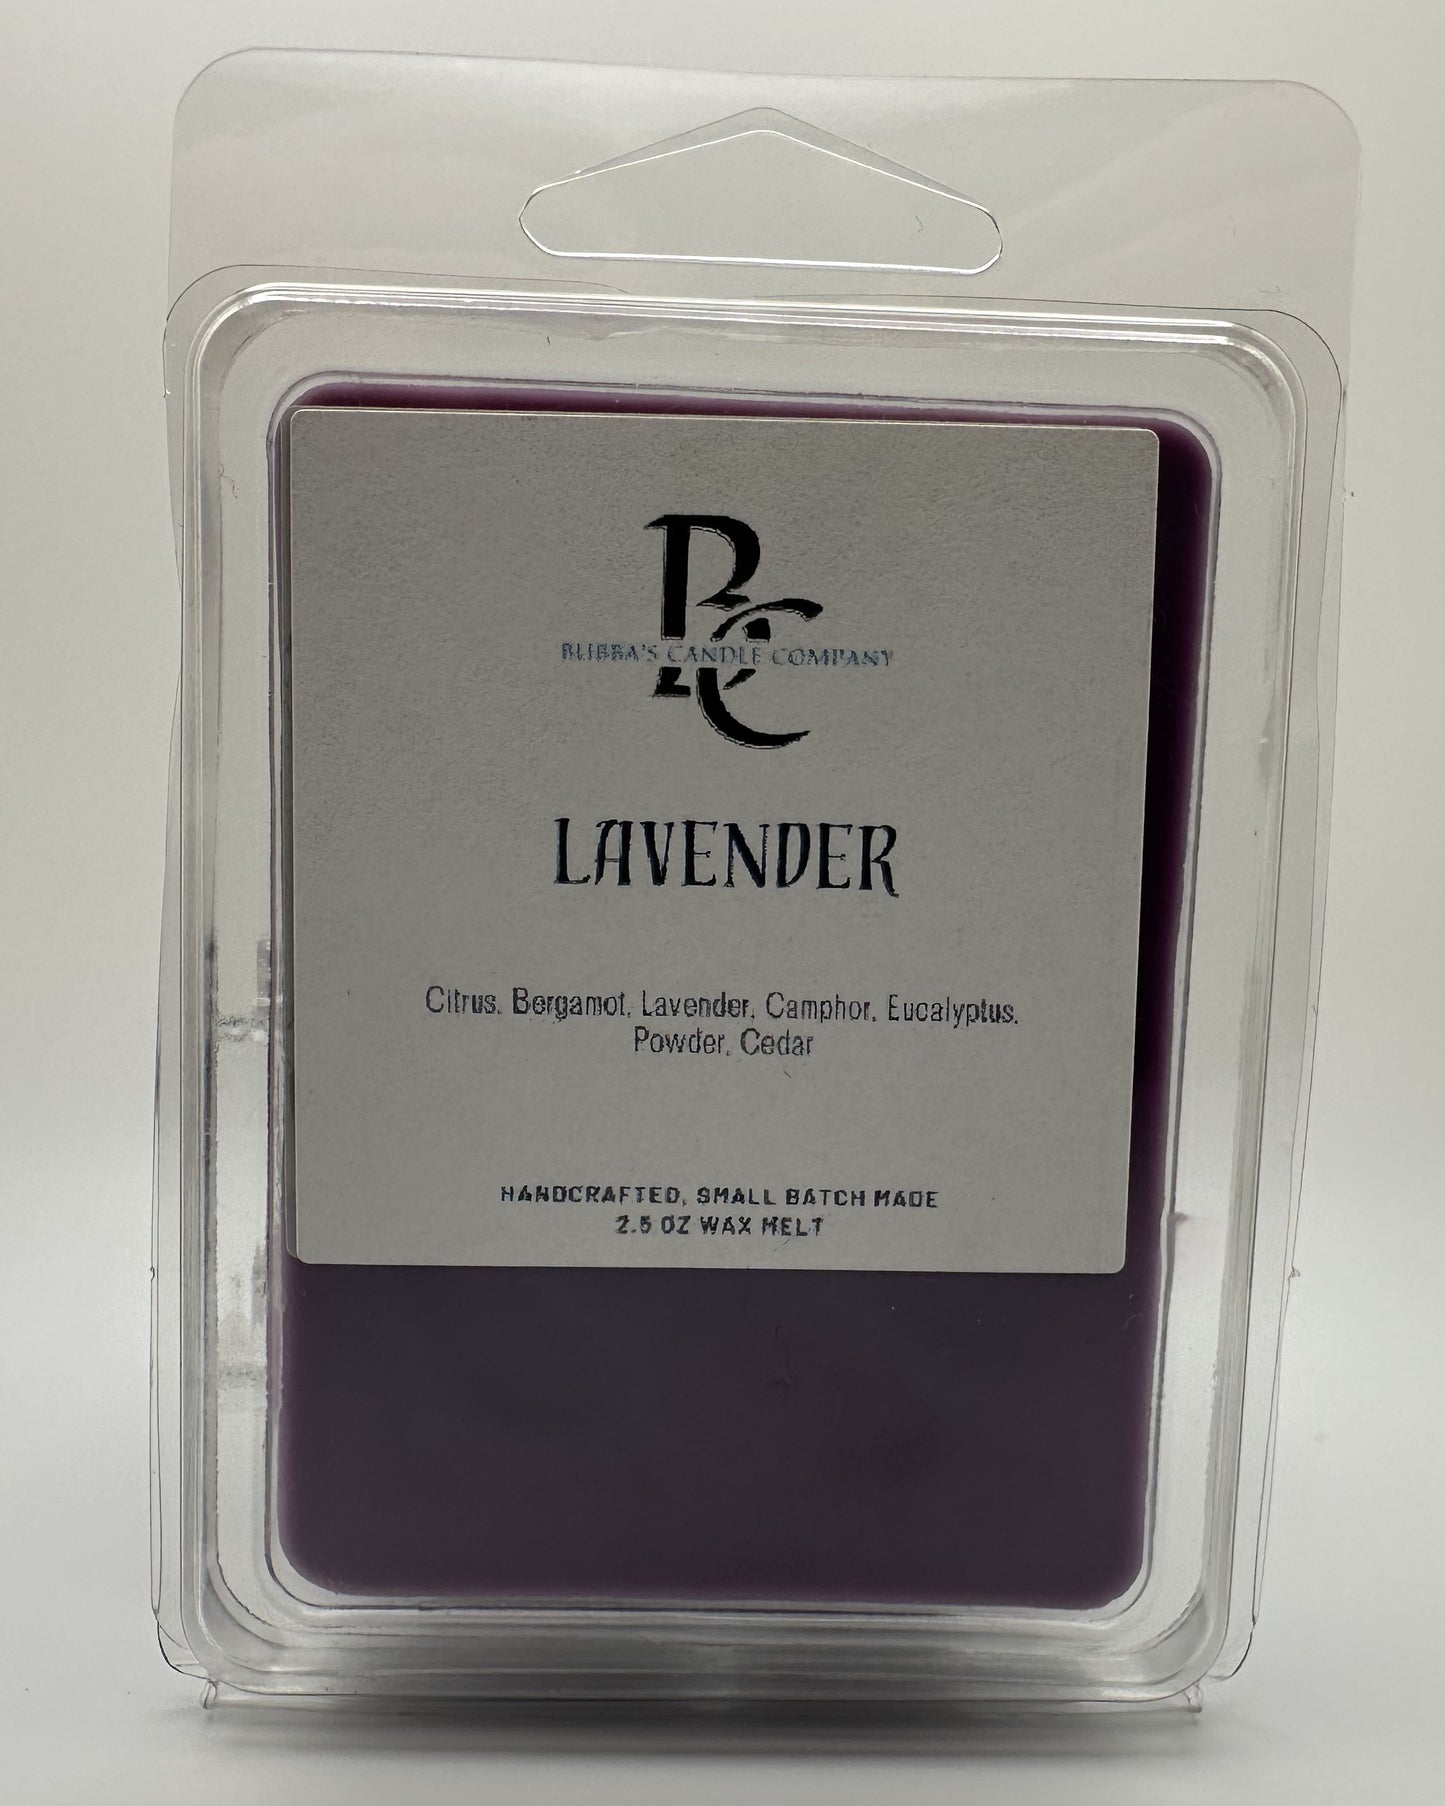 BC
BUBBA'S CANDLE COMPANY
LAVENDER
Citrus, Bergamot, Lavender, Camphor, Eucalyptus,
Powder, Cedar
HANDCRAFTED, SMALL BATCH MADE
2.5 OZ WAX MELT